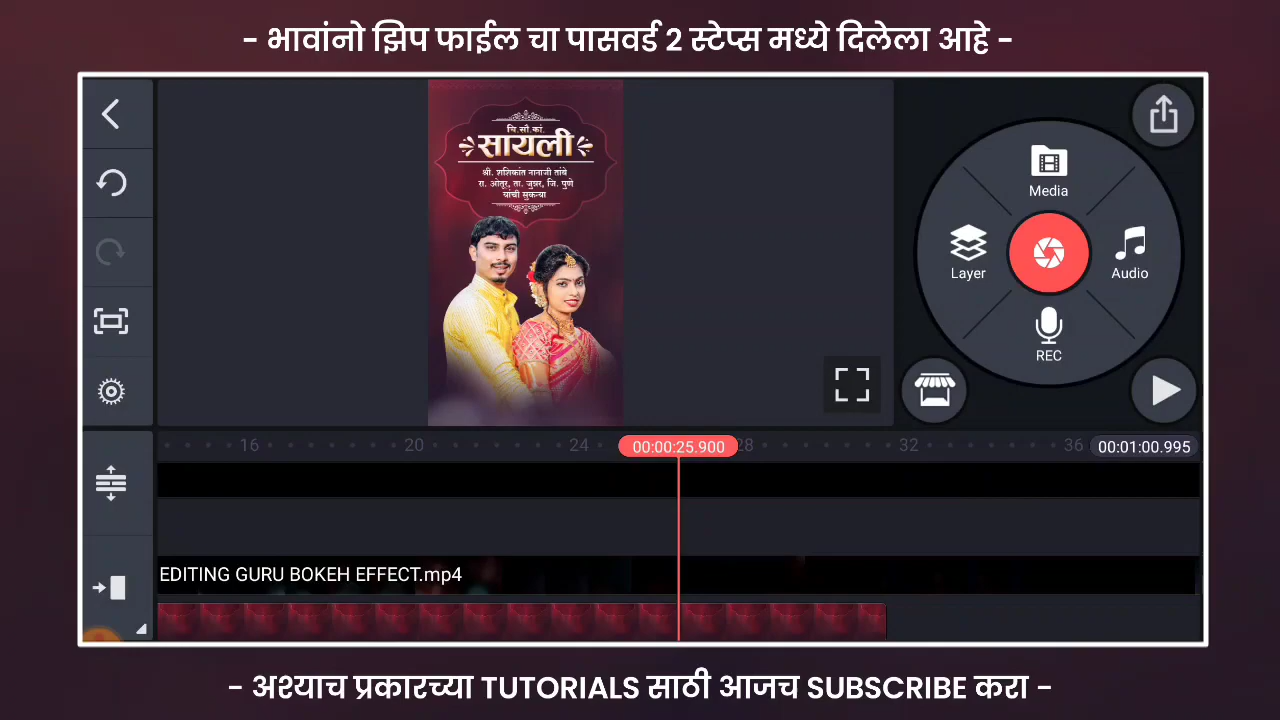 - भावांनो झिप फाईल चा पासवर्ड 2 स्टेप्स मध्ये दिलेला आहे -
चि.सौ.कां.
सायली
श्री. शशिकांत नानाजी तांबे
रा. ओतूर, ता. जुन्नर, जि. पुणे
यांची सुकन्या
Media
Layer
Audio
REC
16
20
24
00:00:25.900
28
32
36
00:01:00.995
EDITING GURU BOKEH EFFECT.mp4
- अश्याच प्रकारच्या TUTORIALS साठी आजच SUBSCRIBE करा -